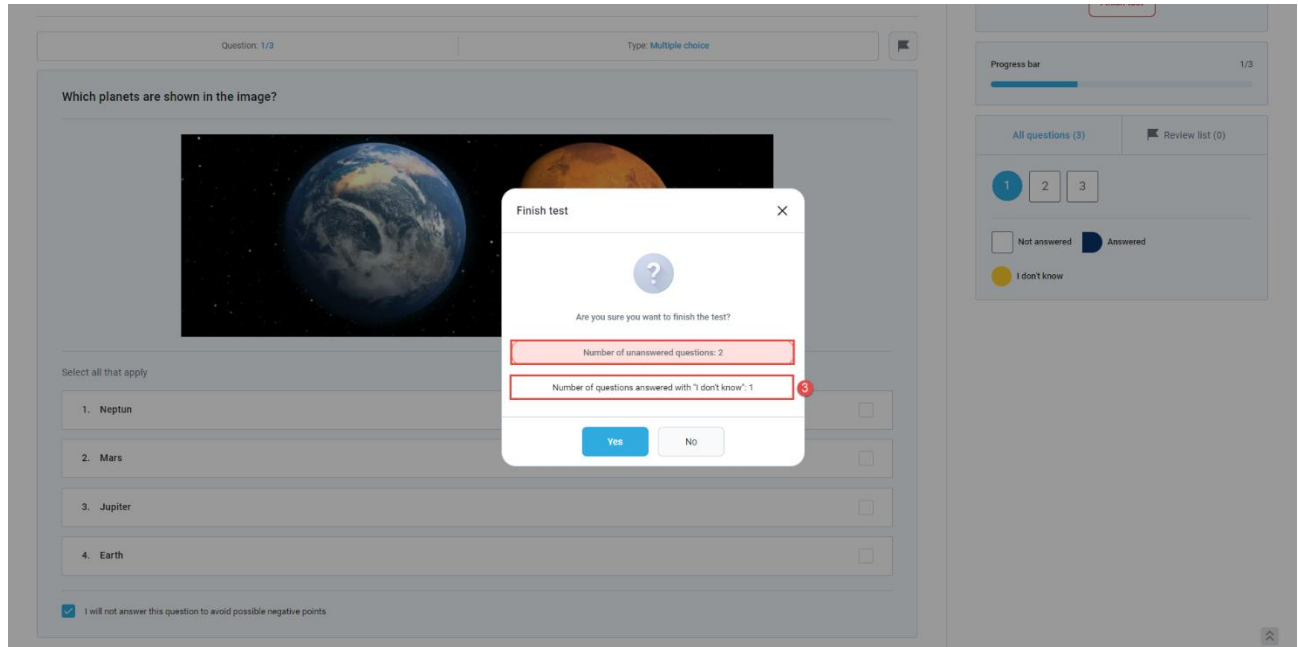 Question: 1/3
Type: Multiple choice
Which planets are shown in the image?
Select all that apply
1. Neptun
2. Mars
3. Jupiter
4. Earth
I will not answer this question to avoid possible negative points
Finish test
Are you sure you want to finish the test?
Number of unanswered questions: 2
Number of questions answered with "I don't know": 1
3
Yes
No
Progress bar
1/3
All questions (3)
Review list (0)
1
2
3
Not answered
Answered
I don't know